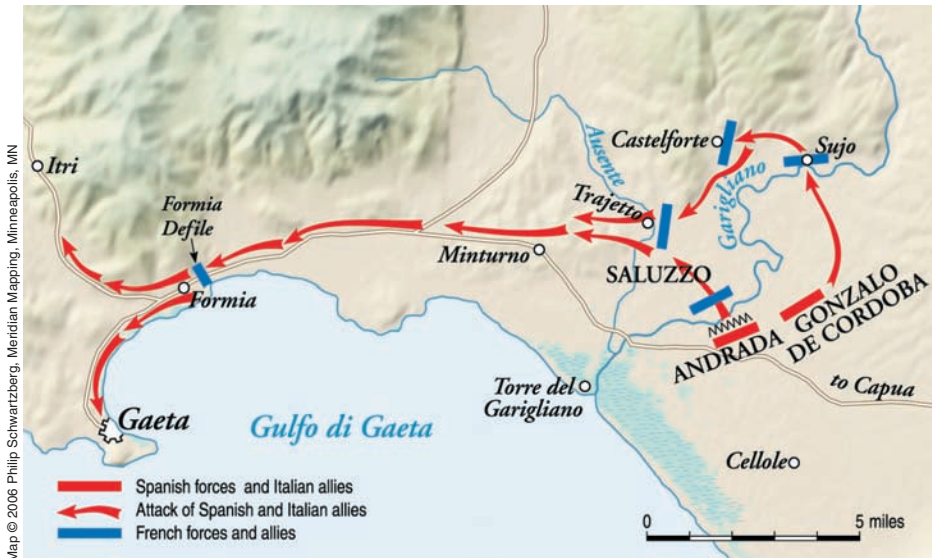 Map © 2006 Philip Schwartzberg, Meridian Mapping, Minneapolis, MN
Itri
Formia
Defile
Formia
Gaeta
Gulfo di Gaeta
Minturno
Trajetto
Ausente
Castelforte
Sujo
Garigliano
SALUZZO
ANDRADA
GONZALO
DE CORDOBA
to Capua
Torre del
Garigliano
Cellole
Spanish forces and Italian allies
Attack of Spanish and Italian allies
French forces and allies
0
5 miles